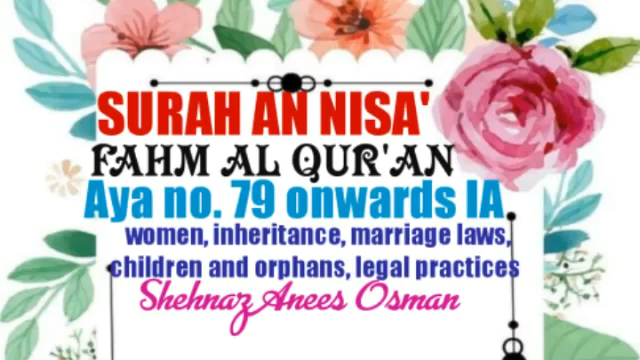 SURAH AN NISA'
FAHM AL QUR'AN
Aya no. 79 onwards IA
women, inheritance, marriage laws,
children and orphans, legal practices
Shehnaz Anees Osman